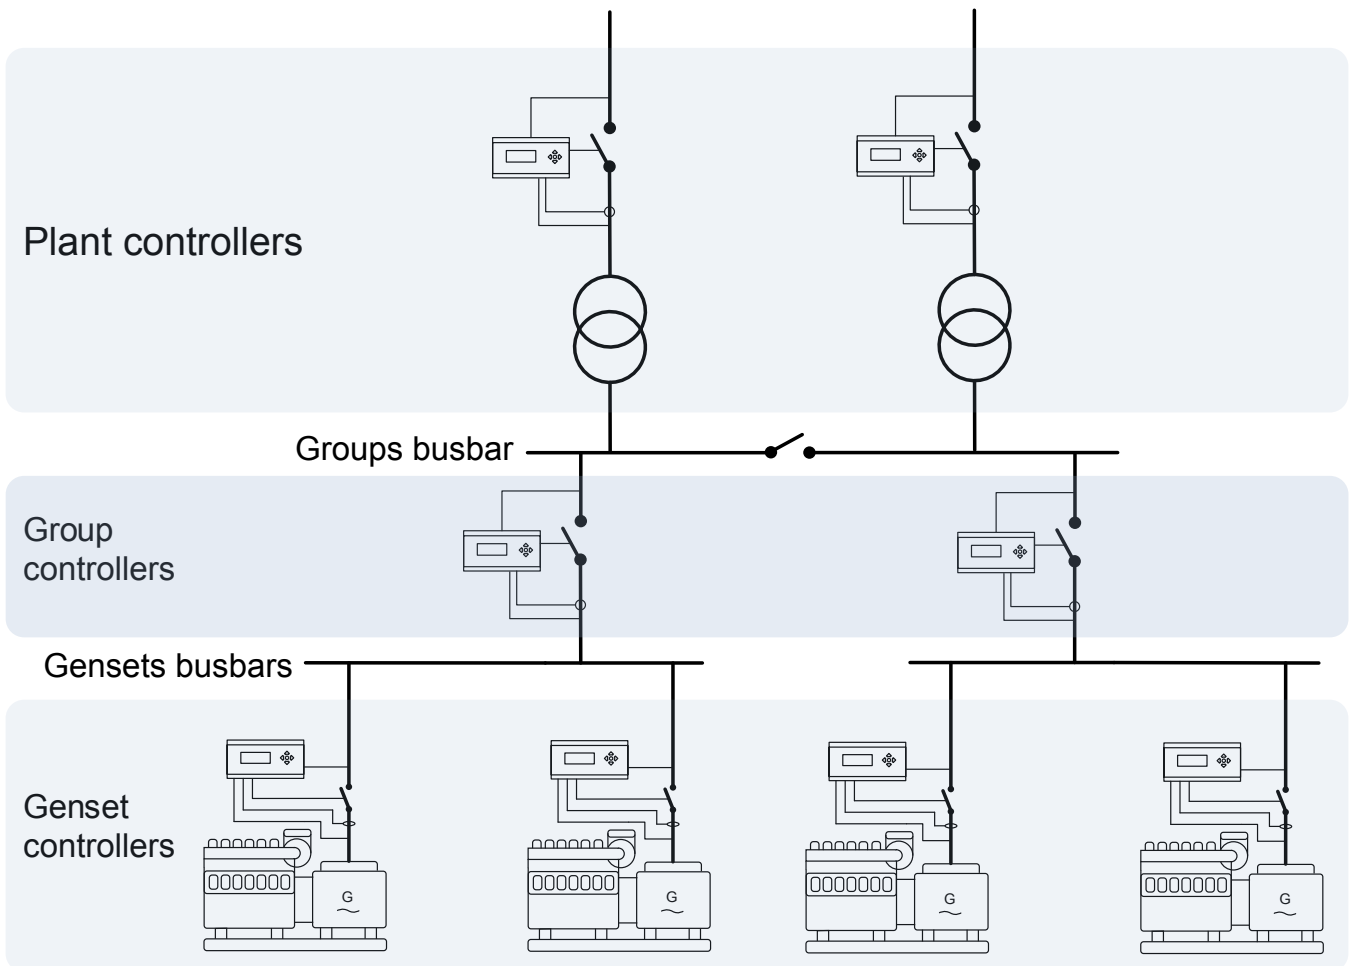 Plant controllers
Groups busbar
Group
controllers
Gensets busbars
Genset
controllers
G
G
G
G